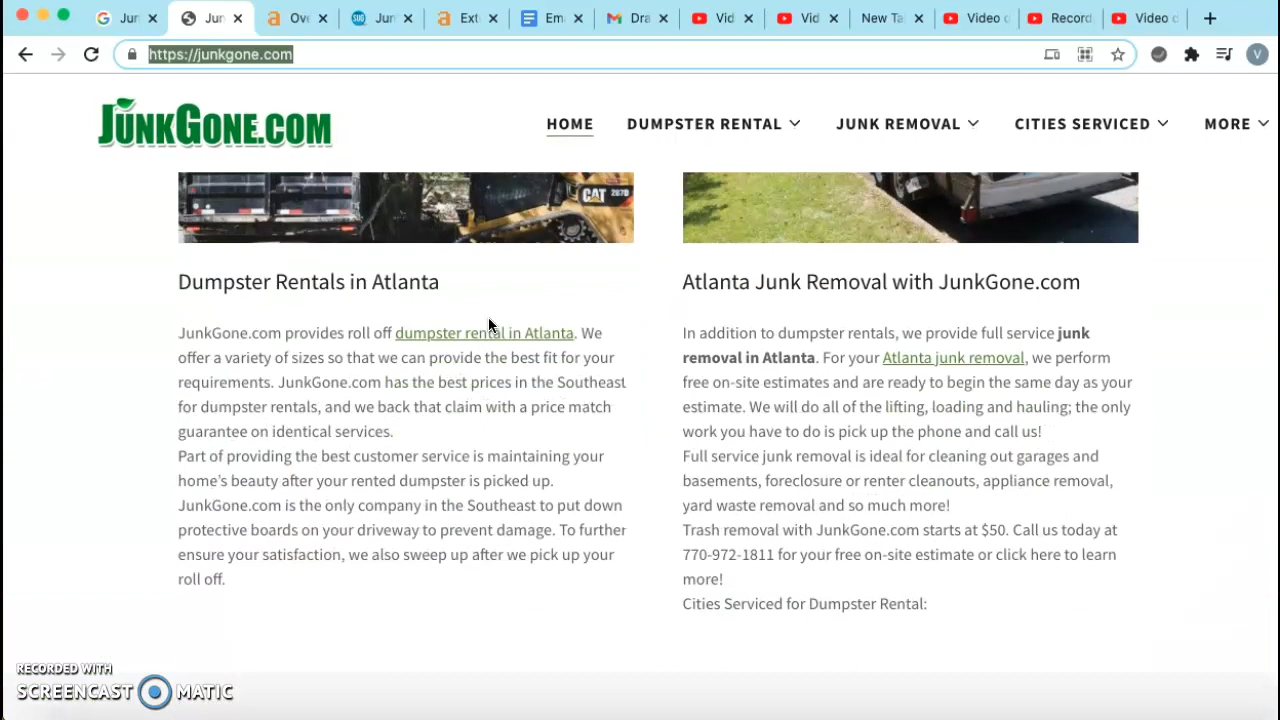 Jun
Jun
Ove
Jun
Ext
Em
Dra
Vid
Vid
New Ta
Video
Record
Video
https://junkgone.com
V
JUNKGONE.COM
HOME
DUMPSTER RENTAL
JUNK REMOVAL
CITIES SERVICED
MORE
CAT
Dumpster Rentals in Atlanta
JunkGone.com provides roll off dumpster rental in Atlanta. We
offer a variety of sizes so that we can provide the best fit for your
requirements. JunkGone.com has the best prices in the Southeast
for dumpster rentals, and we back that claim with a price match
guarantee on identical services.
Part of providing the best customer service is maintaining your
home's beauty after your rented dumpster is picked up.
JunkGone.com is the only company in the Southeast to put down
protective boards on your driveway to prevent damage. To further
ensure your satisfaction, we also sweep up after we pick up your
roll off.
Atlanta Junk Removal with JunkGone.com
In addition to dumpster rentals, we provide full service junk
removal in Atlanta. For your Atlanta junk removal, we perform
free on-site estimates and are ready to begin the same day as your
estimate. We will do all of the lifting, loading and hauling; the only
work you have to do is pick up the phone and call us!
Full service junk removal is ideal for cleaning out garages and
basements, foreclosure or renter cleanouts, appliance removal,
yard waste removal and so much more!
Trash removal with JunkGone.com starts at $50. Call us today at
770-972-1811 for your free on-site estimate or click here to learn
more!
Cities Serviced for Dumpster Rental:
RECORDED WITH
SCREENCAST MATIC